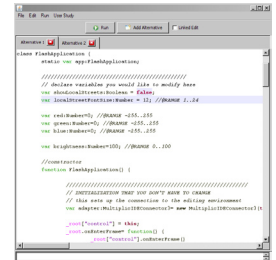 File Edit Run User Study
Run Add Alternative Linked Edit
Alternative 1 Alternative 2
class FlashApplication {
static var app:FlashApplication;
////////////////////////////////////////////
// declare variables you would like to modify here
var showLocalStreets:Boolean = false;
var localStreetFontSize:Number = 12; //@RANGE 1..24
var red:Number=0; //@RANGE -255..255
var green:Number=0; //@RANGE -255..255
var blue:Number=0; //@RANGE -255..255
var brightness:Number=100; //@RANGE 0..100
//constructor
function FlashApplication() {
////////////////////////////////////////////////////////
// INITIALIZATION THAT YOU DON'T HAVE TO CHANGE
// this sets up the connection to the editing environment
var adapter:MultipleIDEConnector3= new MultipleIDEConnector3(t
_root["control"] = this;
_root.onEnterFrame= function() {
_root["control"].onEnterFrame()